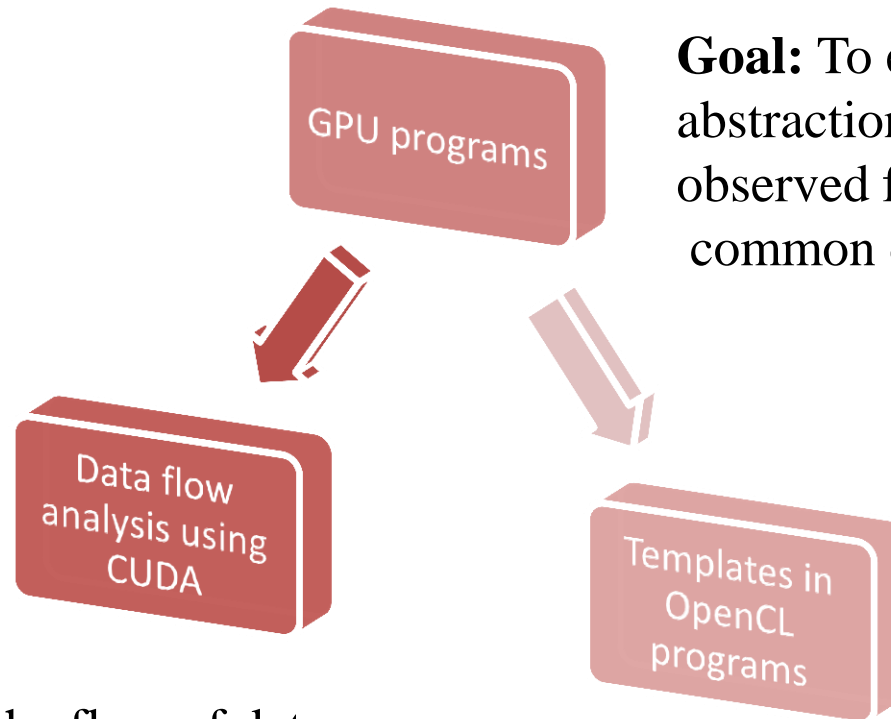 GPU programs
Goal: To
abstraction
observed
common
Data flow
analysis using
CUDA
Templates in
OpenCL
programs